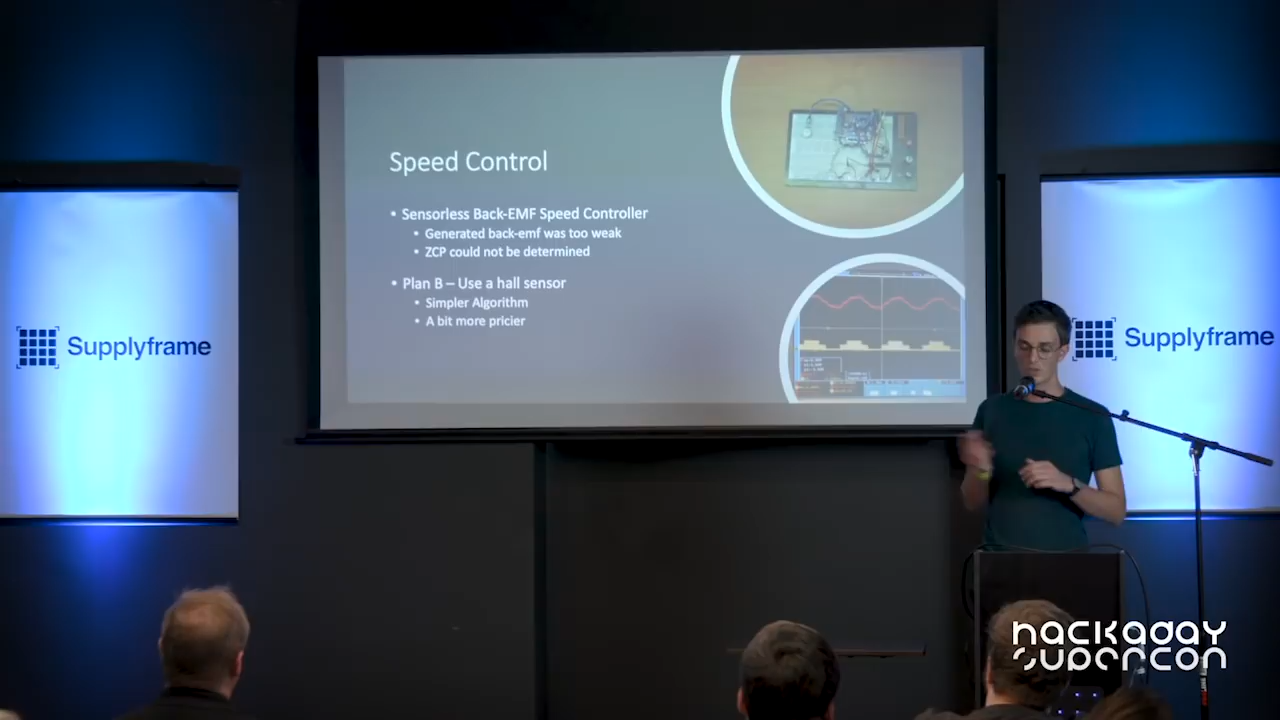 Speed Control
• Sensorless Back-EMF Speed Controller
• Generated back-emf was too weak
• ZCP could not be determined
• Plan B – Use a hall sensor
• Simpler Algorithm
• A bit more pricier
Supplyframe
Supplyframe
hackaday
supercon